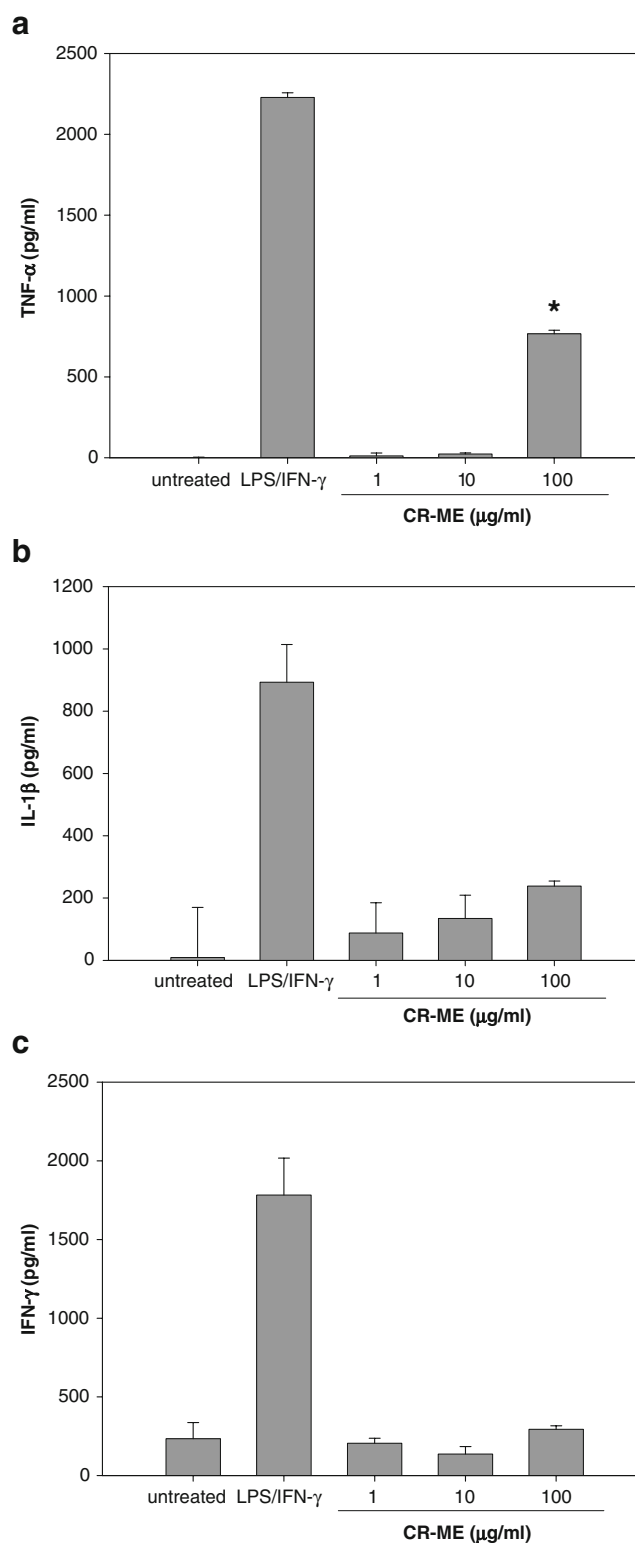 a
2500
2000
1500
1000
500
0
TNF-α (pg/ml)
*
untreated LPS/IFN-γ 1 10 100
CR-ME (μg/ml)
b
1200
1000
800
600
400
200
0
IL-1β (pg/ml)
untreated LPS/IFN-γ 1 10 100
CR-ME (μg/ml)
c
2500
2000
1500
1000
500
0
IFN-γ (pg/ml)
untreated LPS/IFN-γ 1 10 100
CR-ME (μg/ml)